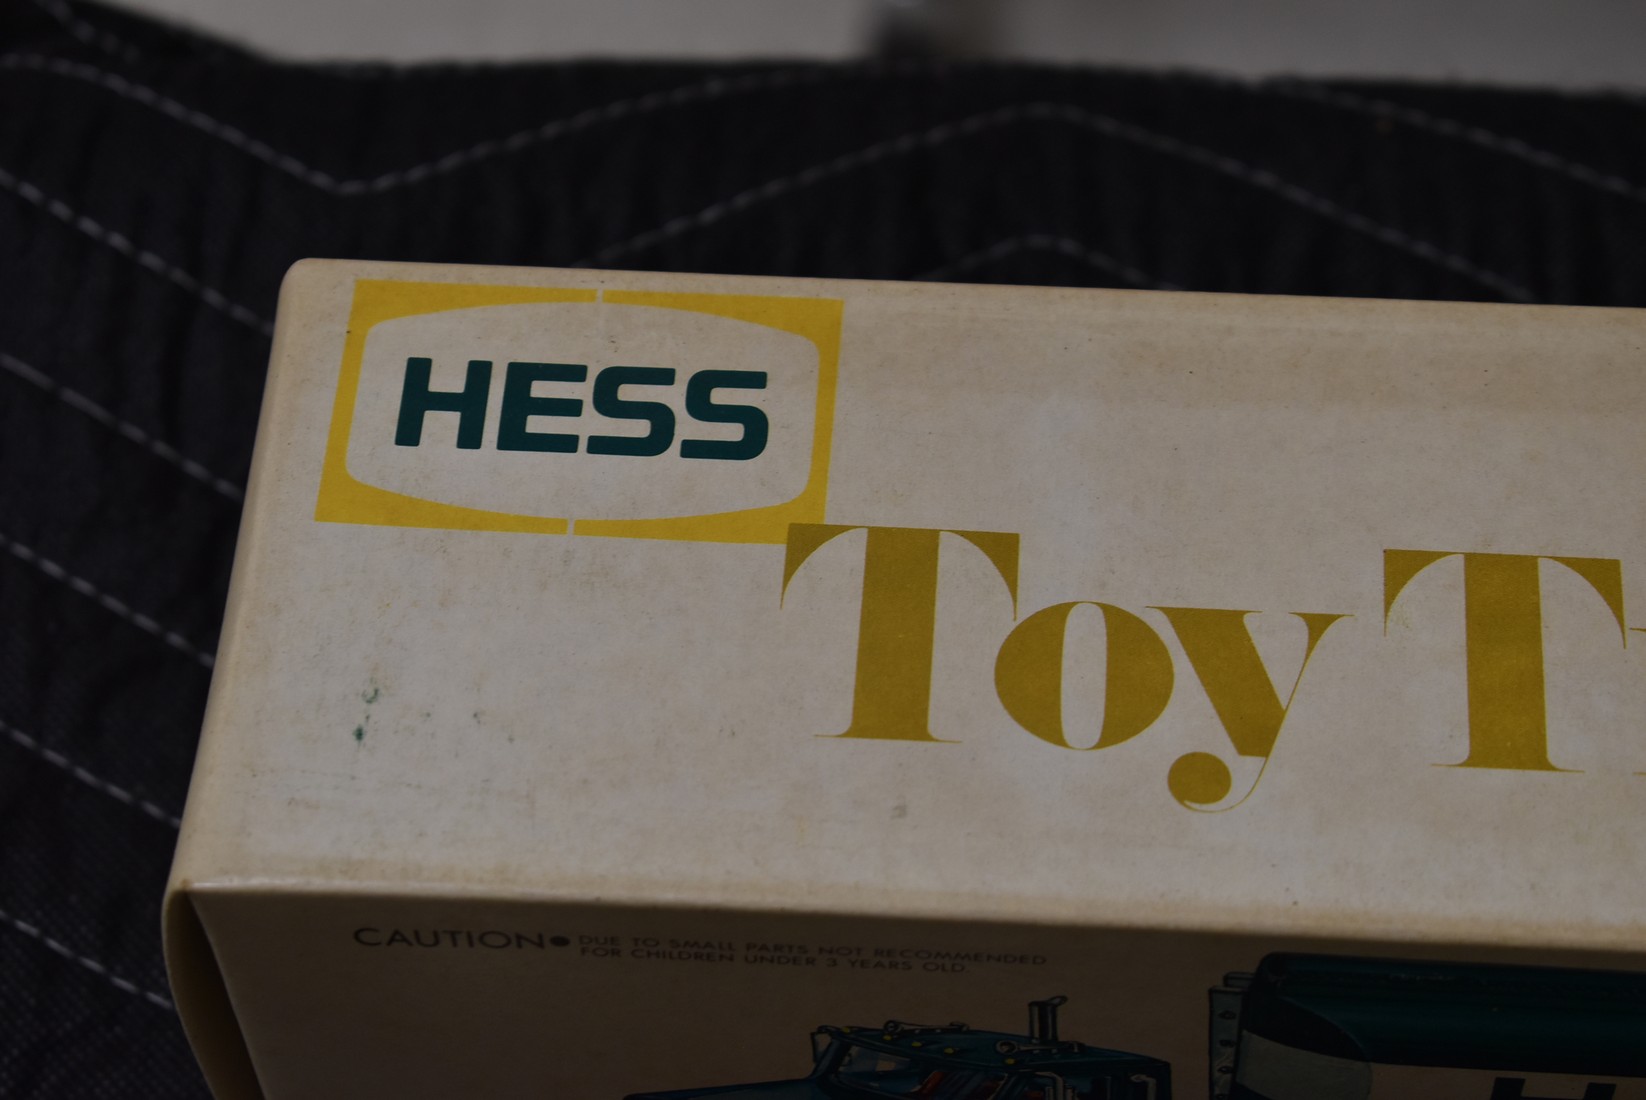 HESS
Toy T
CAUTION● DUE TO SMALL PARTS NOT RECOMMENDED
FOR CHILDREN UNDER 3 YEARS OLD.
H